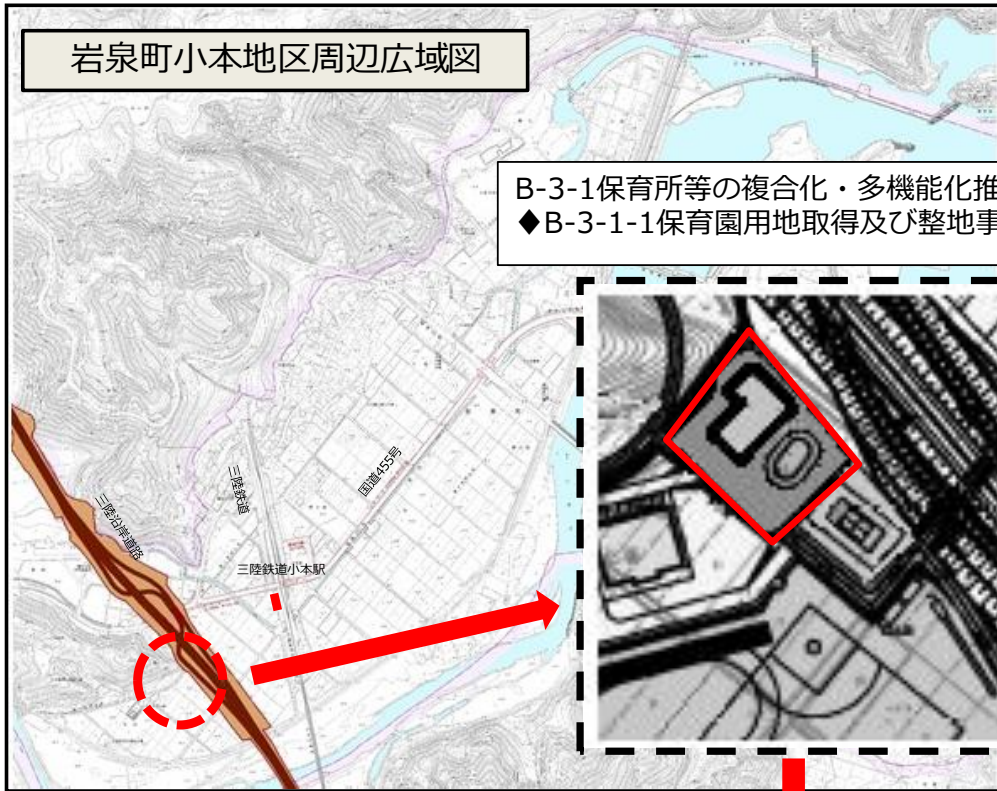 岩泉町小本地区周辺広域図
B-3-1保育所等の複合化・多機能化推
◆B-3-1-1保育園用地取得及び整地事
国道455号
三陸鉄道
三陸沿岸道路
三陸鉄道小本駅